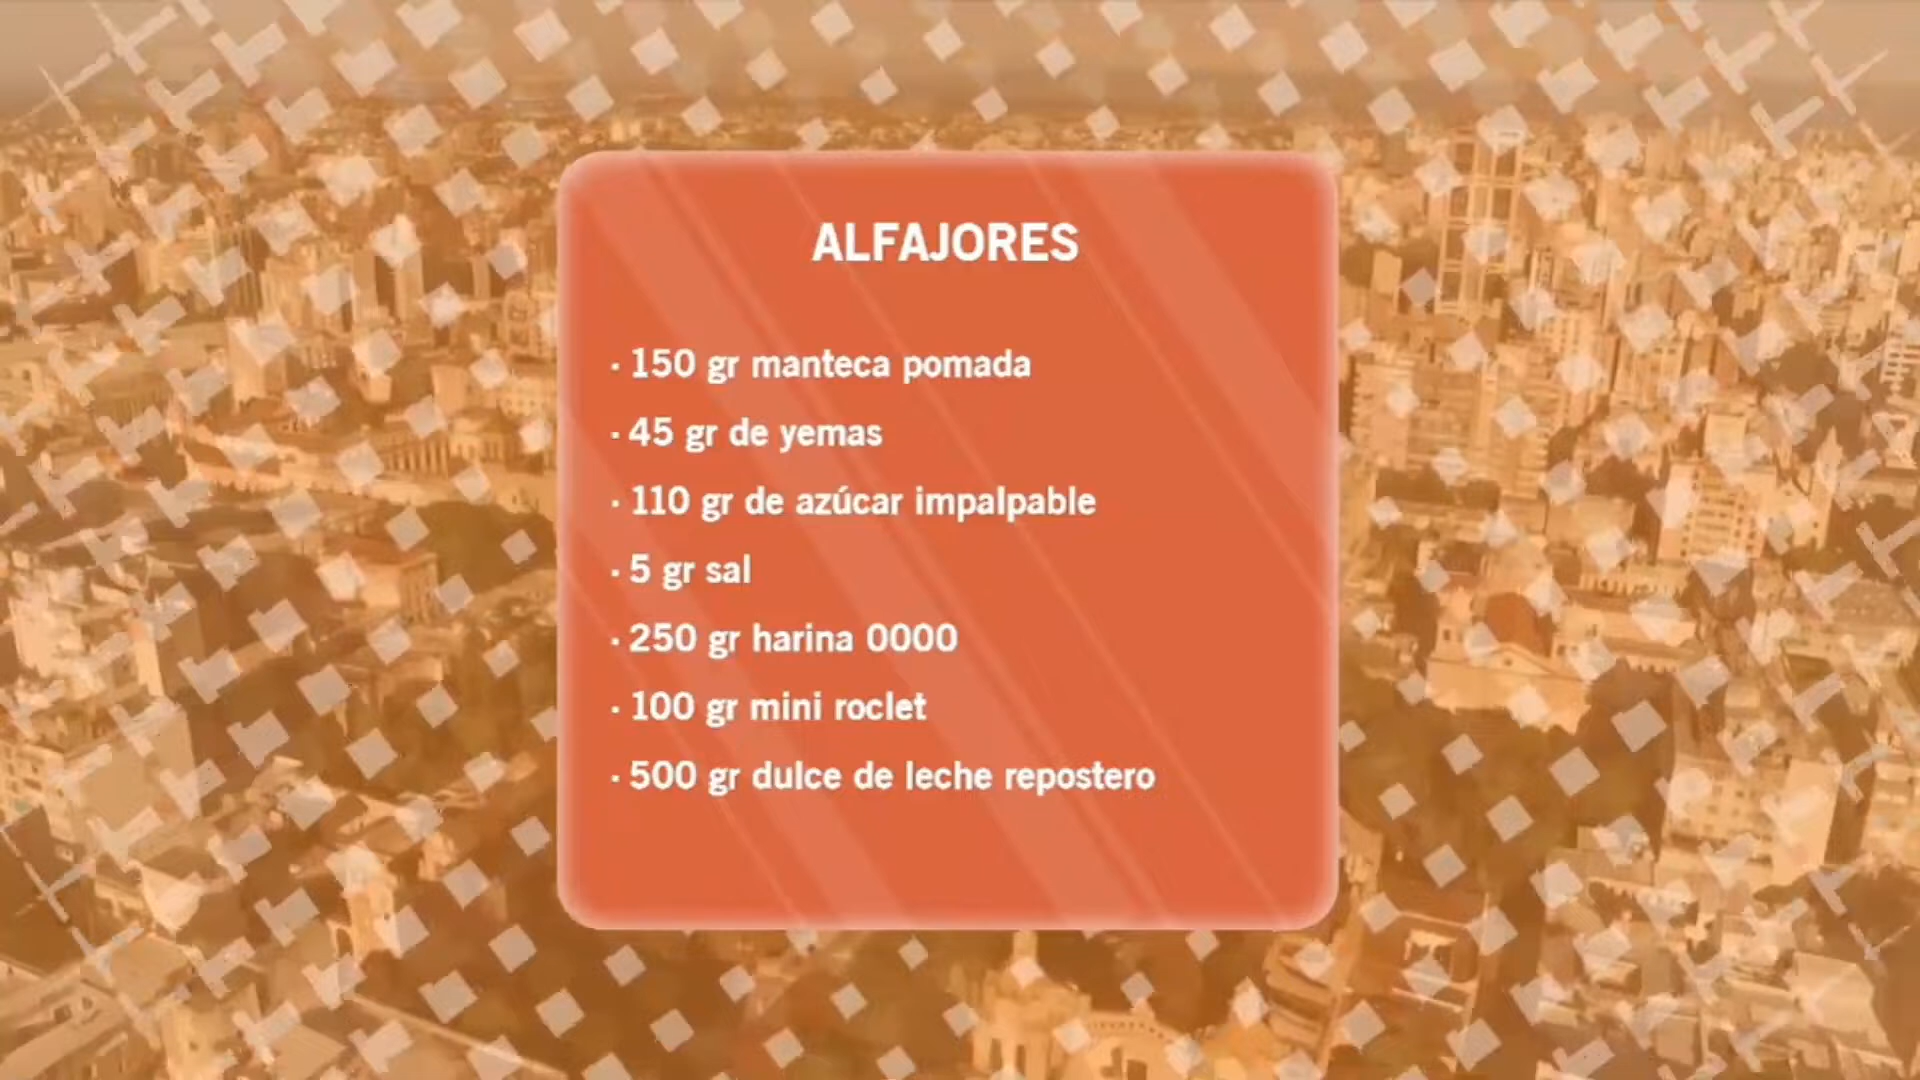 ALFAJORES
· 150 gr manteca pomada
· 45 gr de yemas
· 110 gr de azúcar impalpable
· 5 gr sal
· 250 gr harina 0000
· 100 gr mini roclet
· 500 gr dulce de leche repostero